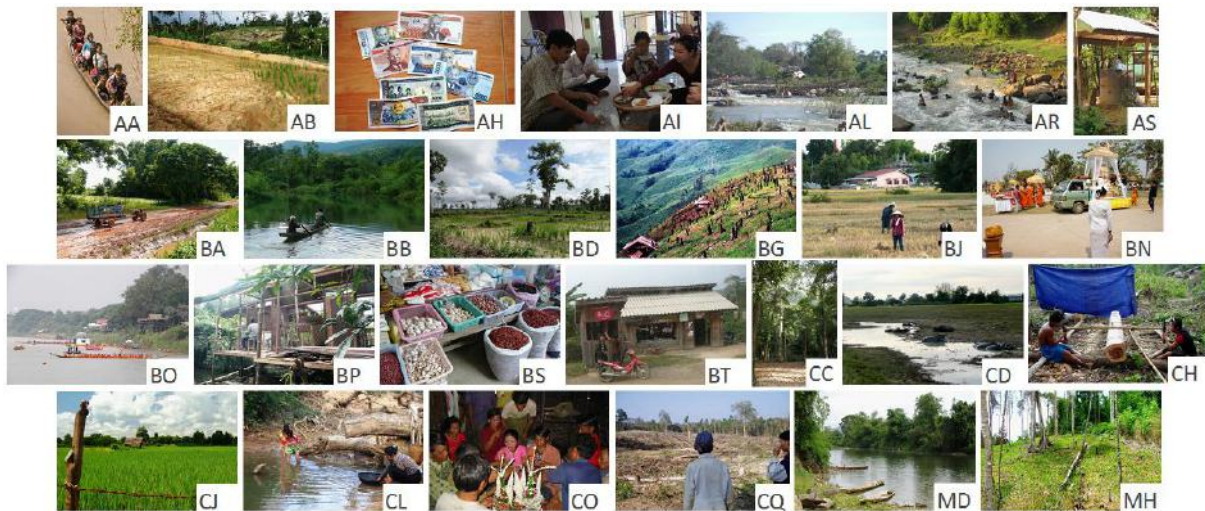 AA AB AH AI AL AR AS
BA BB BD BG BJ BN
BO BP BS BT CC CD CH
CJ CL CO CQ MD MH